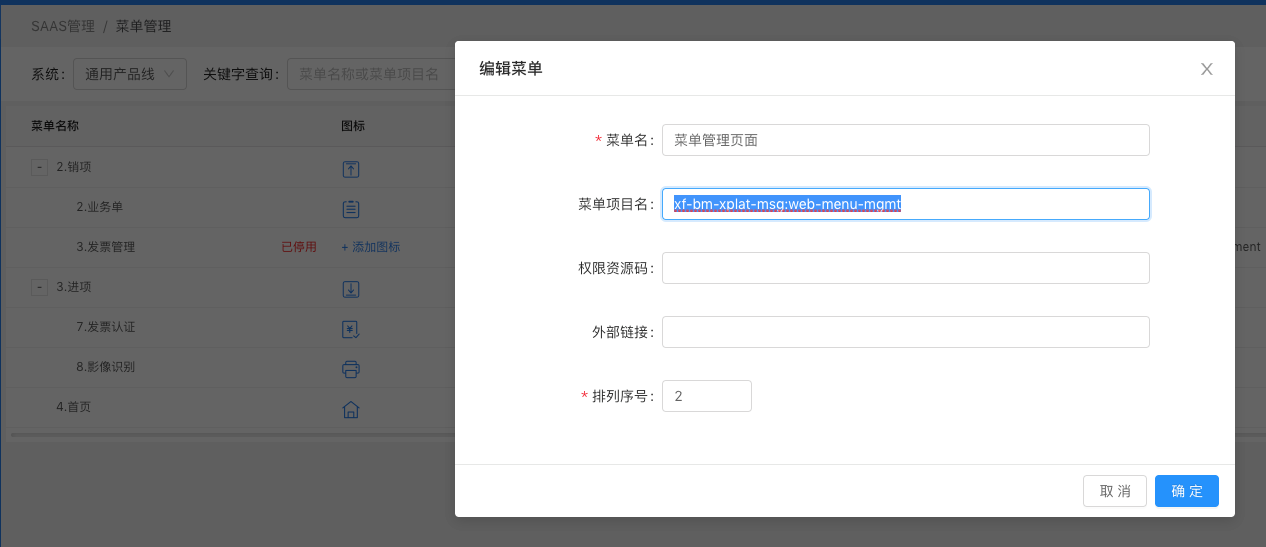 SAAS管理 / 菜单管理
系统: 通用产品线 关键字查询: 菜单名称或菜单项目名
菜单名称 图标
- 2.销项
2.业务单
3.发票管理 已停用 + 添加图标
- 3.进项
7.发票认证
8.影像识别
4.首页
ment
编辑菜单
* 菜单名: 菜单管理页面
菜单项目名: xf-bm-xplat-msg:web-menu-mgmt
权限资源码:
外部链接:
* 排列序号: 2
取 消 确 定